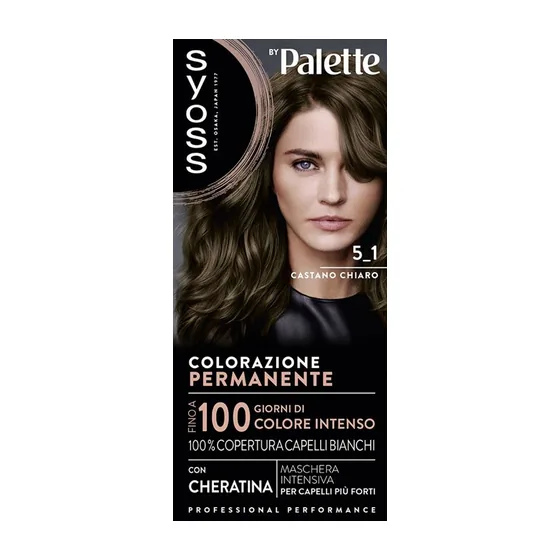 syoss
EST. OSAKA, JAPAN 1977
BY Palette
5_1
CASTANO CHIARO
COLORAZIONE
PERMANENTE
FINO A 100 GIORNI DI
COLORE INTENSO
100% COPERTURA CAPELLI BIANCHI
CON
CHERATINA
MASCHERA
INTENSIVA
PER CAPELLI PIÙ FORTI
PROFESSIONAL PERFORMANCE